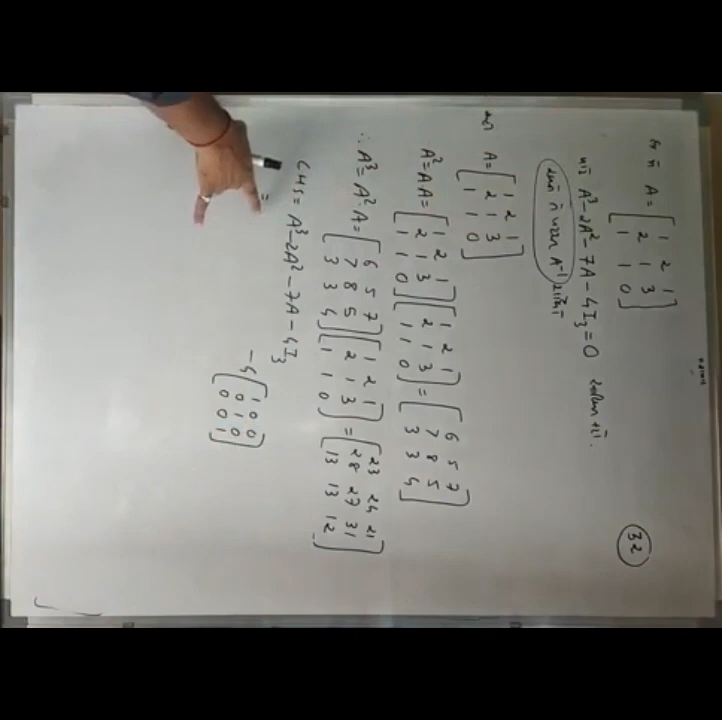 32
A = [1 2 1
2 1 3
1 1 0]
A³ - 2A² - 7A - 4I₃ = 0
A⁻¹
A = [1 2 1
2 1 3
1 1 0]
A² = A A = [1 2 1 ][1 2 1 ] = [6 5 7
2 1 3 2 1 3 7 8 5
1 1 0 1 1 0 3 3 4]
∴ A³ = A²·A = [6 5 7 ][1 2 1 ] = [23 24 21
7 8 5 2 1 3 28 27 31
3 3 4 1 1 0 13 13 12]
LHS = A³ - 2A² - 7A - 4I₃
=
-4 [1 0 0
0 1 0
0 0 1]